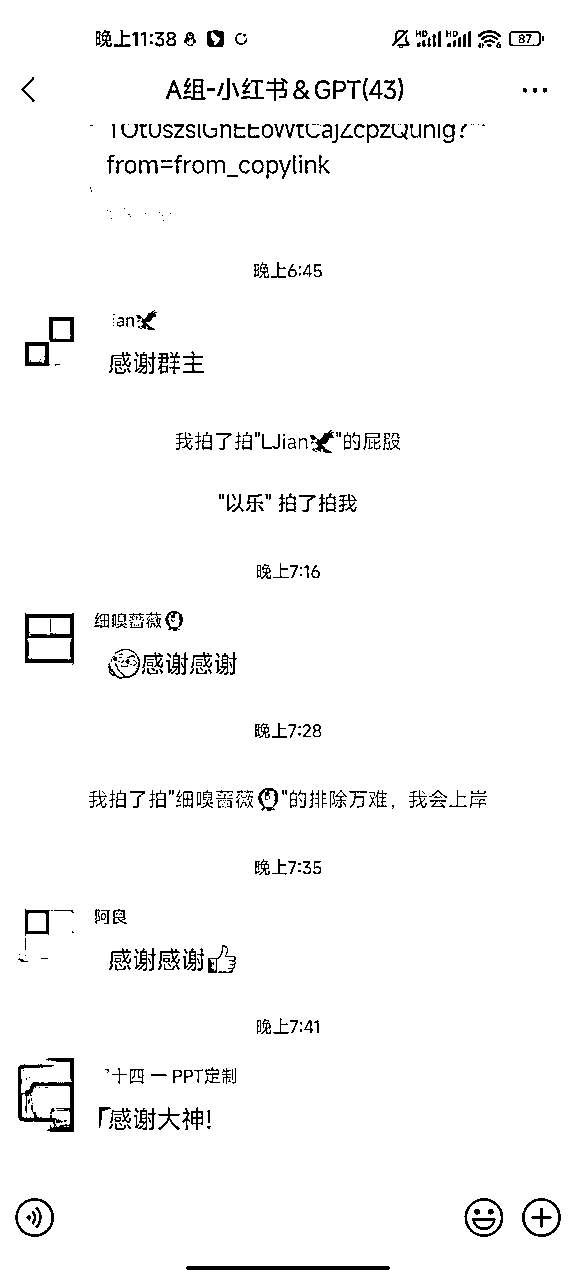 晚上11:38
87
A组-小红书&GPT(43)
from=from_copylink
晚上6:45
感谢群主
我拍了拍"LJian"的屁股
"以乐" 拍了拍我
晚上7:16
细嗅蔷薇
感谢感谢
晚上7:28
我拍了拍"细嗅蔷薇"的排除万难，我会上岸
晚上7:35
阿良
感谢感谢
晚上7:41
十四 一 PPT定制
「感谢大神!